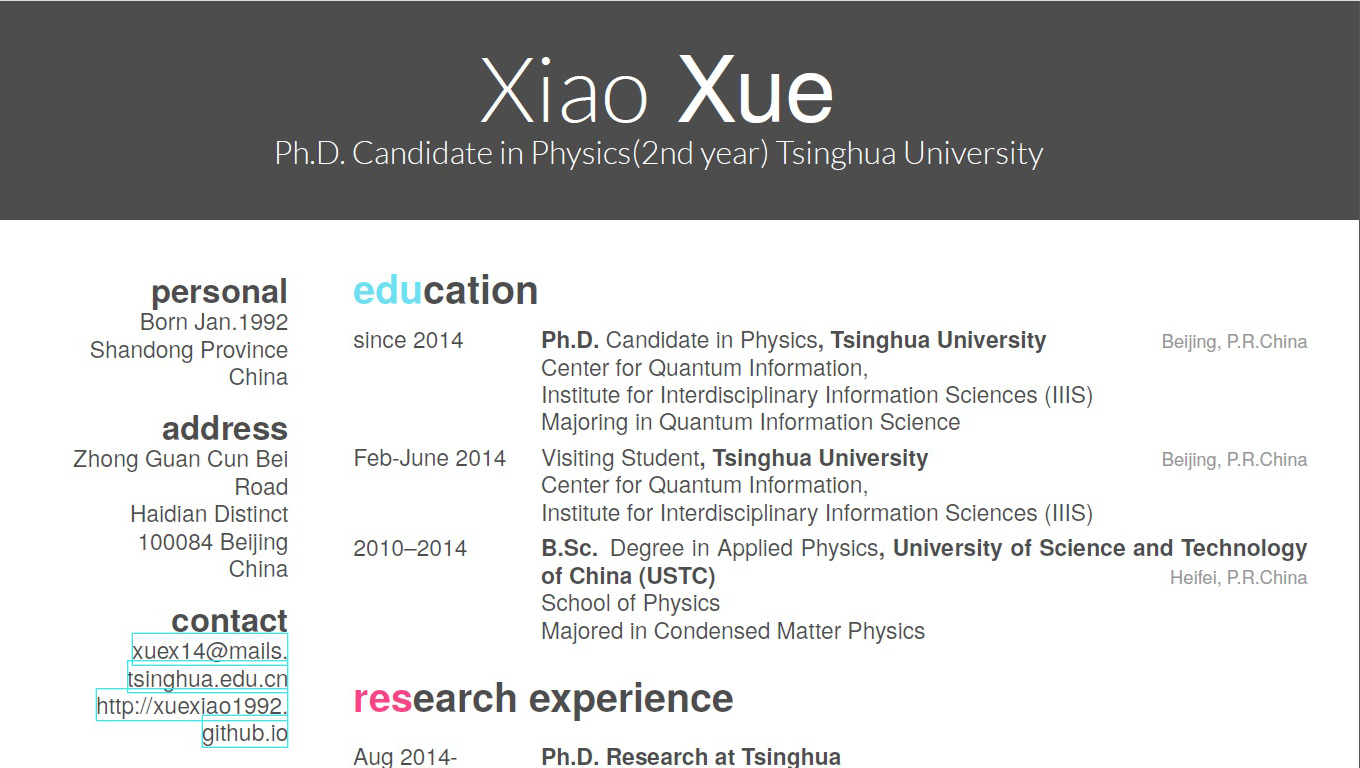 Xiao Xue
Ph.D. Candidate in Physics(2nd year) Tsinghua University
personal
Born Jan.1992
Shandong Province
China
address
Zhong Guan Cun Bei
Road
Haidian Distinct
100084 Beijing
China
contact
xuex14@mails.
tsinghua.edu.cn
http://xuexiao1992.
github.io
education
since 2014 Ph.D. Candidate in Physics, Tsinghua University Beijing, P.R.China
Center for Quantum Information,
Institute for Interdisciplinary Information Sciences (IIIS)
Majoring in Quantum Information Science
Feb-June 2014 Visiting Student, Tsinghua University Beijing, P.R.China
Center for Quantum Information,
Institute for Interdisciplinary Information Sciences (IIIS)
2010–2014 B.Sc. Degree in Applied Physics, University of Science and Technology
of China (USTC) Heifei, P.R.China
School of Physics
Majored in Condensed Matter Physics
research experience
Aug 2014- Ph.D. Research at Tsinghua